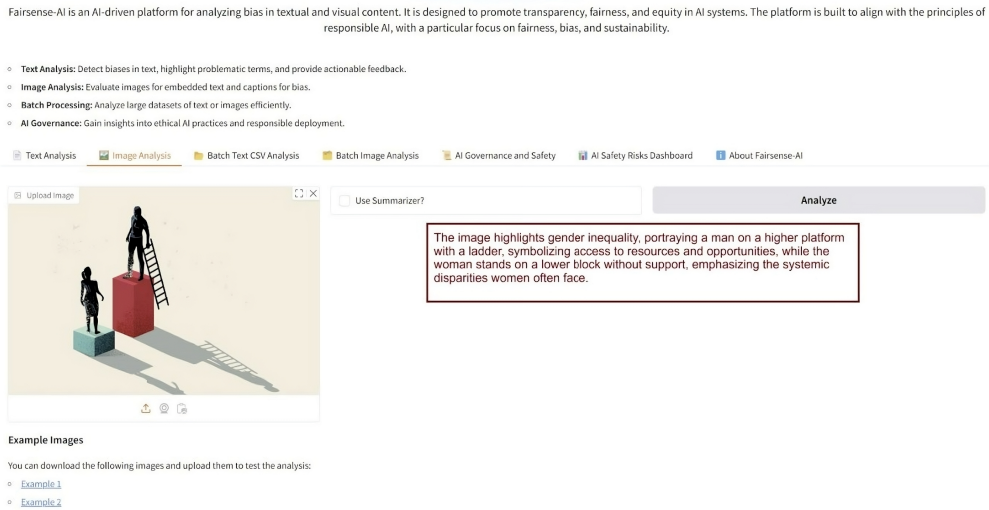 Fairsense-AI is an AI-driven platform for analyzing bias in textual and visual content. It is designed to promote transparency, fairness, and equity in AI systems. The platform is built to align with the principles of
responsible AI, with a particular focus on fairness, bias, and sustainability.
Text Analysis: Detect biases in text, highlight problematic terms, and provide actionable feedback.
Image Analysis: Evaluate images for embedded text and captions for bias.
Batch Processing: Analyze large datasets of text or images efficiently.
AI Governance: Gain insights into ethical AI practices and responsible deployment.
Text Analysis Image Analysis Batch Text CSV Analysis Batch Image Analysis AI Governance and Safety AI Safety Risks Dashboard About Fairsense-AI
Upload Image
Use Summarizer?
Analyze
The image highlights gender inequality, portraying a man on a higher platform
with a ladder, symbolizing access to resources and opportunities, while the
woman stands on a lower block without support, emphasizing the systemic
disparities women often face.
Example Images
You can download the following images and upload them to test the analysis:
Example 1
Example 2